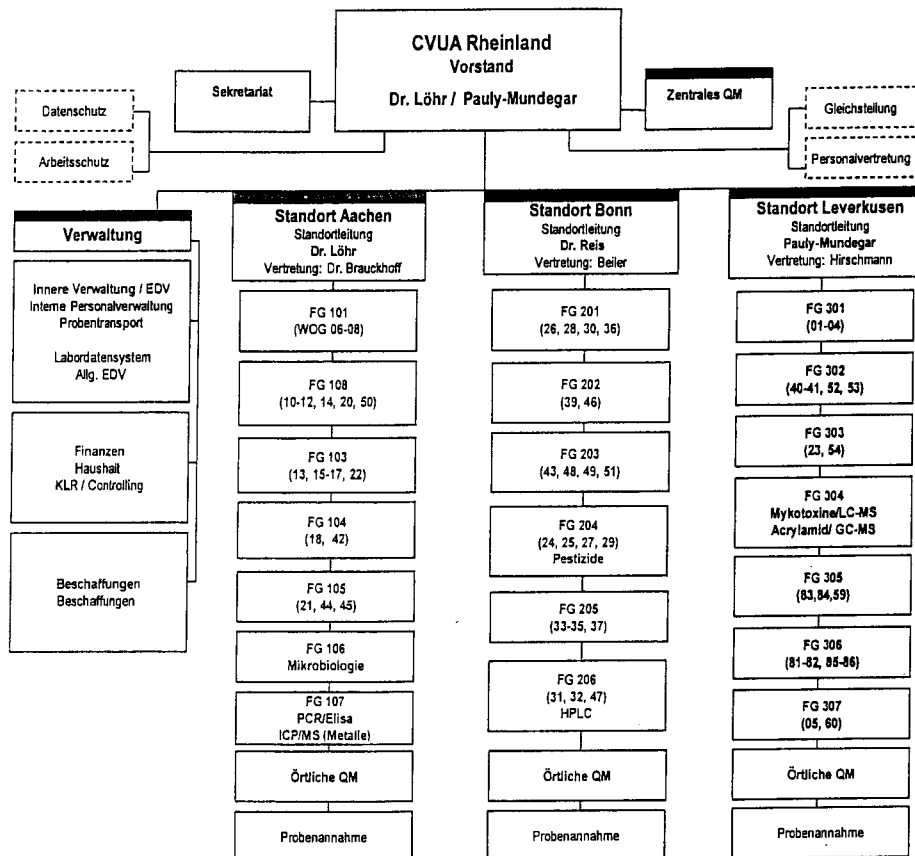 CVUA Rheinland
Vorstand
Dr. Löhr / Pauly-Mundegar
Sekretariat
Zentrales QM
Datenschutz
Arbeitsschutz
Gleichstellung
Personalvertretung
Verwaltung
Innere Verwaltung / EDV
Interne Personalverwaltung
Probentransport
Labordatensystem
Allg. EDV
Finanzen
Haushalt
KLR / Controlling
Beschaffungen
Beschaffungen
Standort Aachen
Standortleitung
Dr. Löhr
Vertretung: Dr. Brauckhoff
FG 101
(WOG 06-08)
FG 108
(10-12, 14, 20, 50)
FG 103
(13, 15-17, 22)
FG 104
(18, 42)
FG 105
(21, 44, 45)
FG 106
Mikrobiologie
FG 107
PCR/Elisa
ICP/MS (Metalle)
Örtliche QM
Probenannahme
Standort Bonn
Standortleitung
Dr. Reis
Vertretung: Beiler
FG 201
(26, 28, 30, 36)
FG 202
(39, 46)
FG 203
(43, 48, 49, 51)
FG 204
(24, 25, 27, 29)
Pestizide
FG 205
(33-35, 37)
FG 206
(31, 32, 47)
HPLC
Örtliche QM
Probenannahme
Standort Leverkusen
Standortleitung
Pauly-Mundegar
Vertretung: Hirschmann
FG 301
(01-04)
FG 302
(40-41, 52, 53)
FG 303
(23, 54)
FG 304
Mykotoxine/LC-MS
Acrylamid/ GC-MS
FG 305
(83,84,59)
FG 306
(81-82, 85-86)
FG 307
(05, 60)
Örtliche QM
Probenannahme